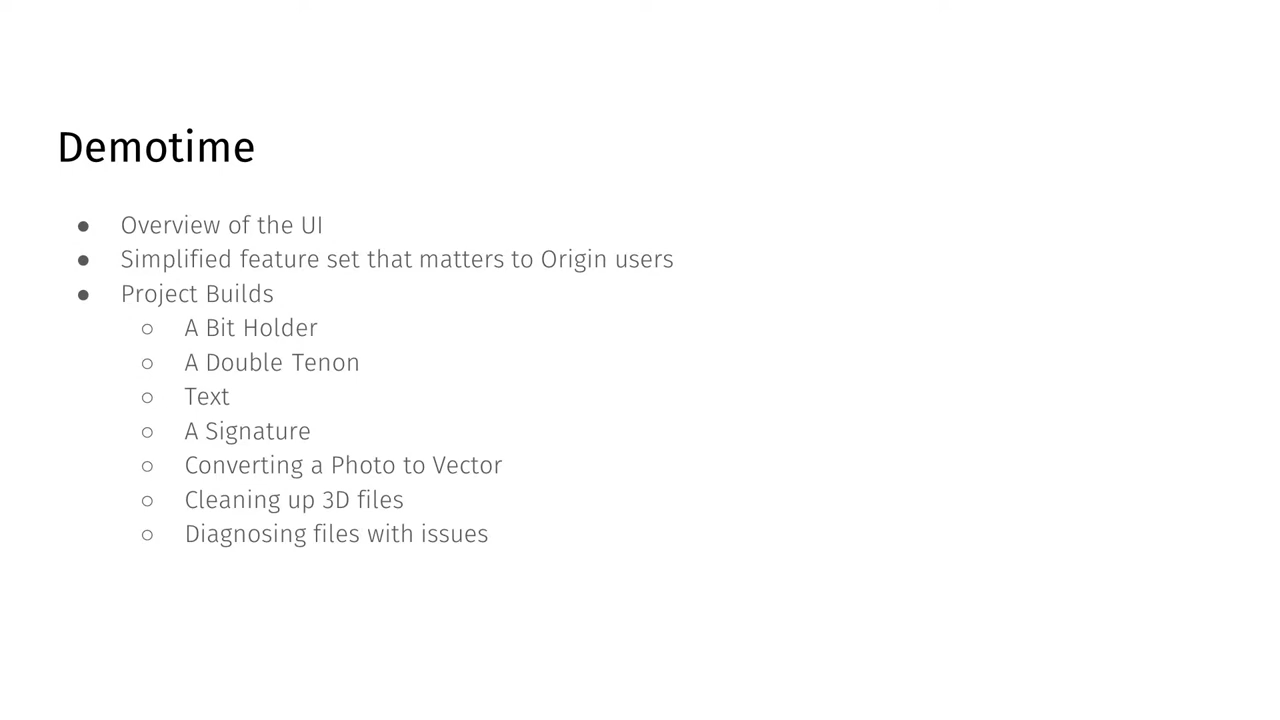 Demotime
● Overview of the UI
● Simplified feature set that matters to Origin users
● Project Builds
○ A Bit Holder
○ A Double Tenon
○ Text
○ A Signature
○ Converting a Photo to Vector
○ Cleaning up 3D files
○ Diagnosing files with issues